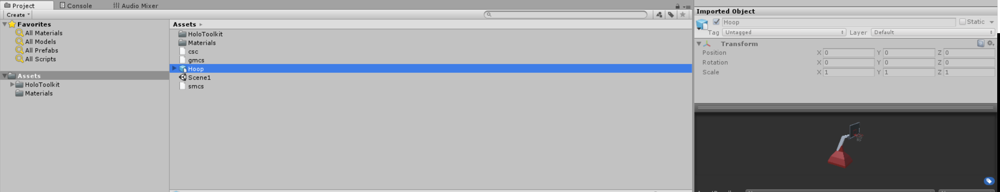 Project Console Audio Mixer
Create
Favorites
All Materials
All Models
All Prefabs
All Scripts
Assets
HoloToolkit
Materials
Assets
HoloToolkit
Materials
csc
gmcs
Hoop
Scene1
smcs
Imported Object
Hoop Static
Tag Untagged Layer Default
Transform
Position X 0 Y 0 Z 0
Rotation X 0 Y 0 Z 0
Scale X 1 Y 1 Z 1